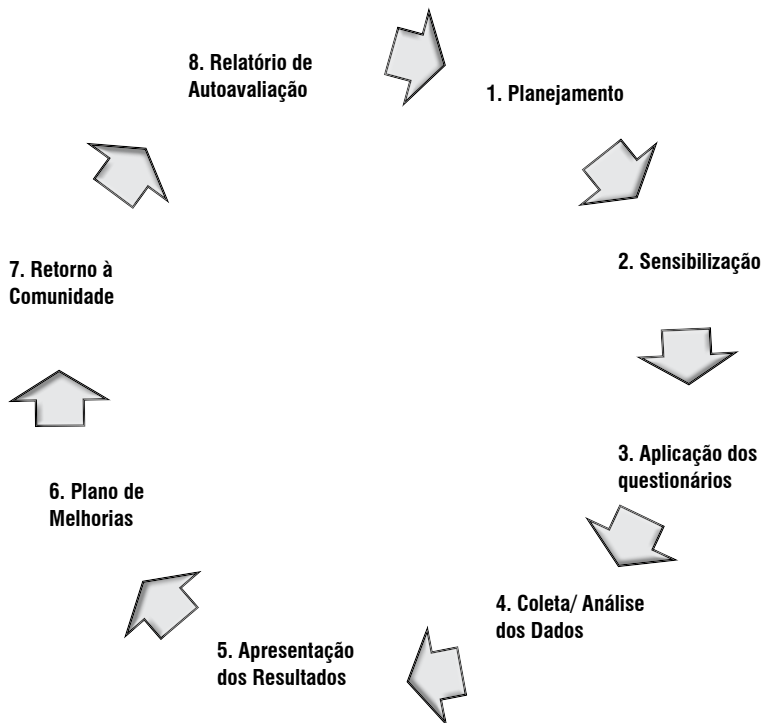 1. Planejamento
2. Sensibilização
3. Aplicação dos
questionários
4. Coleta/ Análise
dos Dados
5. Apresentação
dos Resultados
6. Plano de
Melhorias
7. Retorno à
Comunidade
8. Relatório de
Autoavaliação